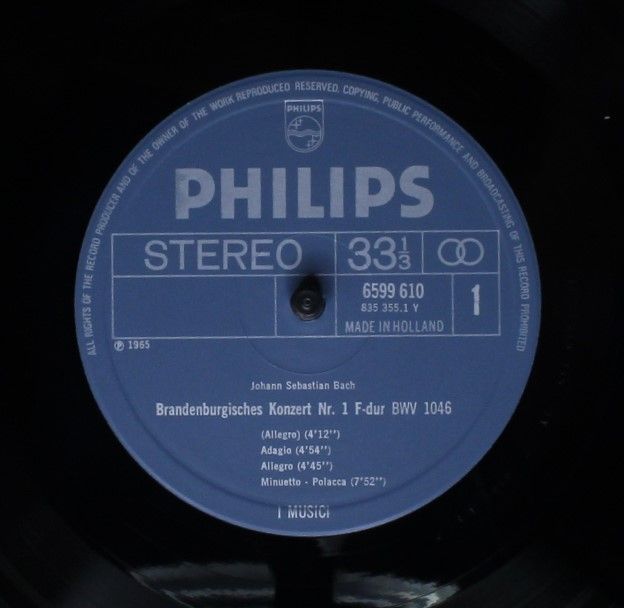 ALL RIGHTS OF THE RECORD PRODUCER AND OF THE OWNER OF THE WORK REPRODUCED RESERVED. COPYING, PUBLIC PERFORMANCE AND BROADCASTING OF THIS RECORD PROHIBITED
PHILIPS
PHILIPS
STEREO 33⅓
6599 610 1
835 355.1 Y
MADE IN HOLLAND
℗ 1965
Johann Sebastian Bach
Brandenburgisches Konzert Nr. 1 F-dur BWV 1046
(Allegro) (4'12'')
Adagio (4'54'')
Allegro (4'45'')
Minuetto - Polacca (7'52'')
I MUSICI